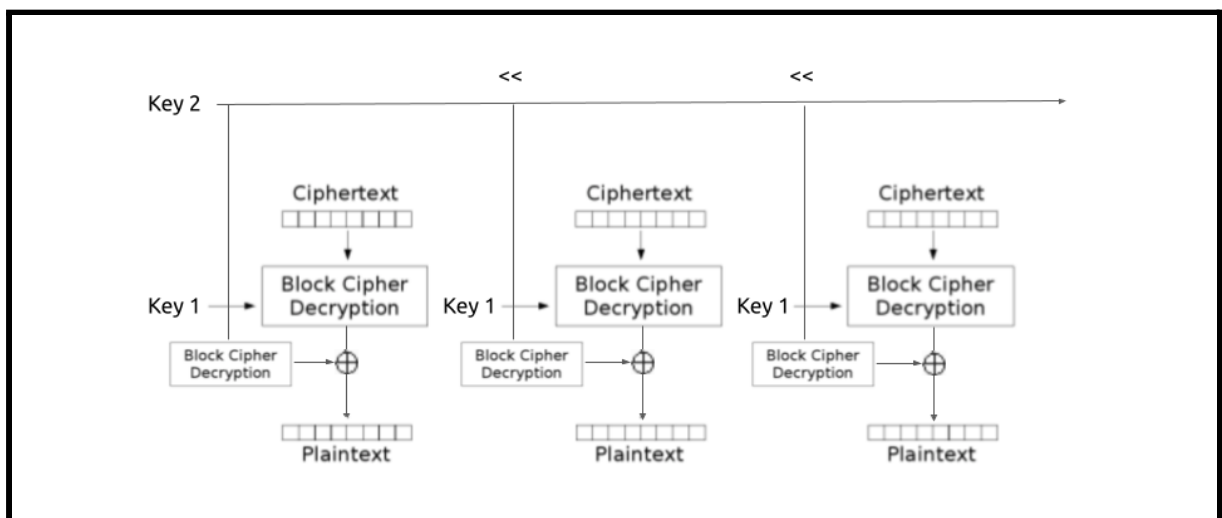 << <<
Key 2
Ciphertext Ciphertext Ciphertext
Block Cipher Block Cipher Block Cipher
Decryption Decryption Decryption
Key 1 Key 1 Key 1
Block Cipher Block Cipher Block Cipher
Decryption Decryption Decryption
Plaintext Plaintext Plaintext